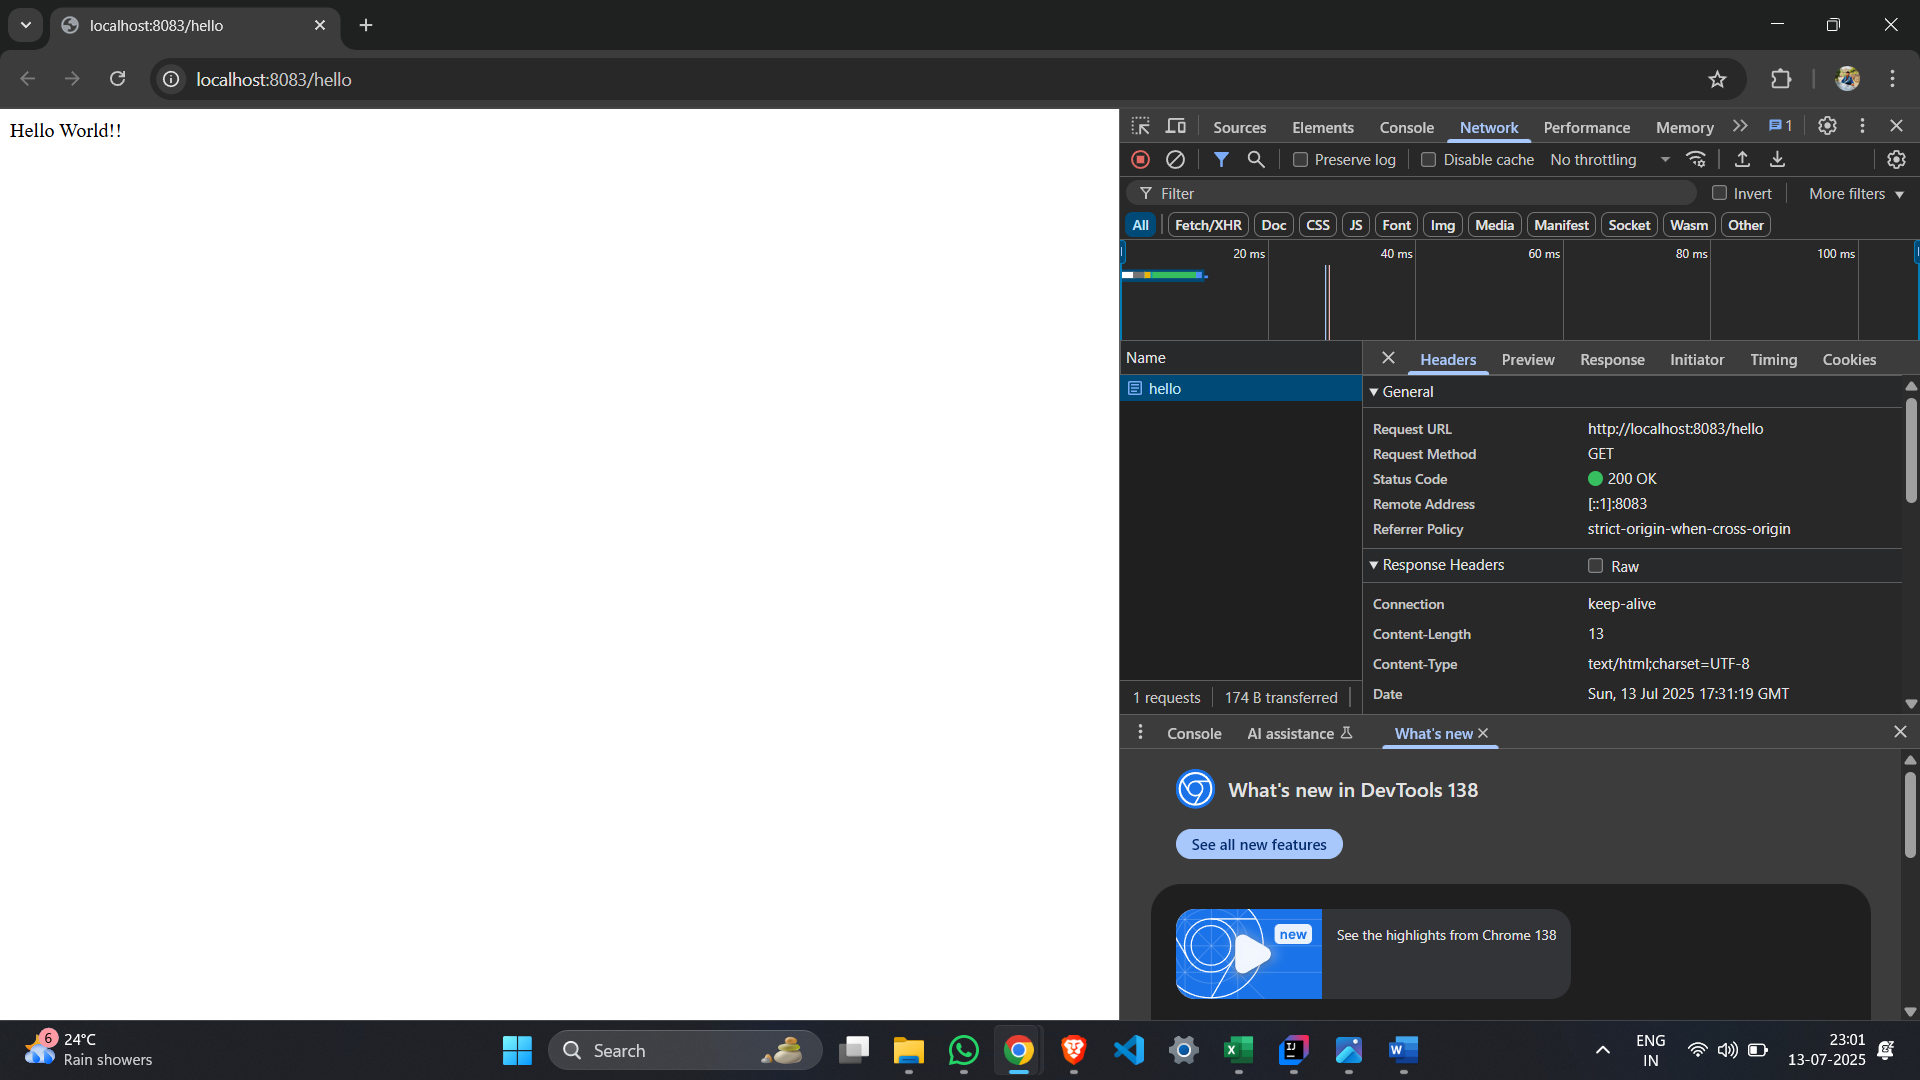 localhost:8083/hello
localhost:8083/hello
Hello World!!
Sources Elements Console Network Performance Memory 1
Preserve log Disable cache No throttling
Filter Invert More filters
All Fetch/XHR Doc CSS JS Font Img Media Manifest Socket Wasm Other
20 ms 40 ms 60 ms 80 ms 100 ms
Name
hello
1 requests 174 B transferred
Headers Preview Response Initiator Timing Cookies
General
Request URL http://localhost:8083/hello
Request Method GET
Status Code 200 OK
Remote Address [::1]:8083
Referrer Policy strict-origin-when-cross-origin
Response Headers Raw
Connection keep-alive
Content-Length 13
Content-Type text/html;charset=UTF-8
Date Sun, 13 Jul 2025 17:31:19 GMT
Console AI assistance What's new
What's new in DevTools 138
See all new features
new
See the highlights from Chrome 138
6
24°C
Rain showers
Search
IJ
W
ENG
IN
23:01
13-07-2025